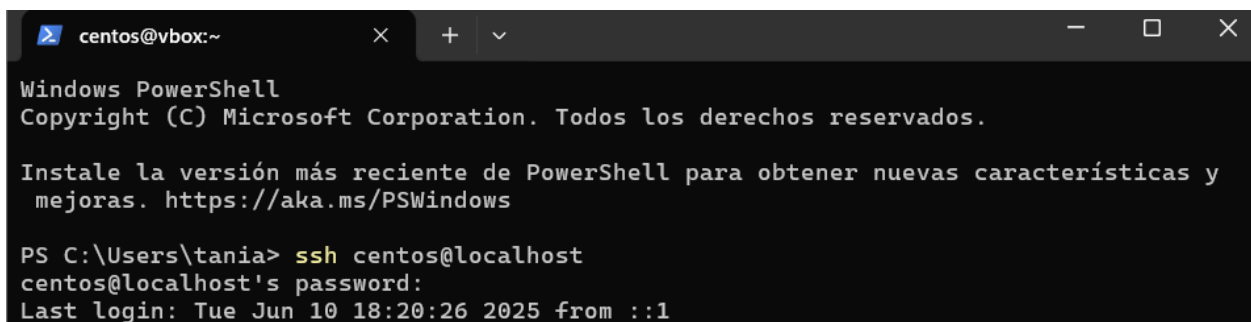 centos@vbox:~
Windows PowerShell
Copyright (C) Microsoft Corporation. Todos los derechos reservados.
Instale la versión más reciente de PowerShell para obtener nuevas características y
mejoras. https://aka.ms/PSWindows
PS C:\Users\tania> ssh centos@localhost
centos@localhost's password:
Last login: Tue Jun 10 18:20:26 2025 from ::1